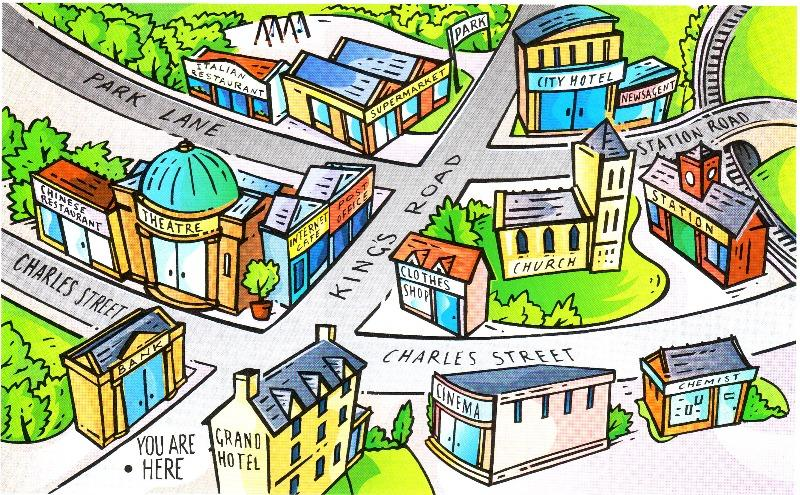 PARK
ITALIAN
RESTAURANT
SUPERMARKET
CITY HOTEL
NEWSAGENT
PARK LANE
STATION ROAD
CHINESE
RESTAURANT
THEATRE
INTERNET
CAFE
POST
OFFICE
KING'S ROAD
CLOTHES
SHOP
CHURCH
STATION
CHARLES STREET
BANK
CHARLES STREET
CINEMA
CHEMIST
YOU ARE
• HERE
GRAND
HOTEL